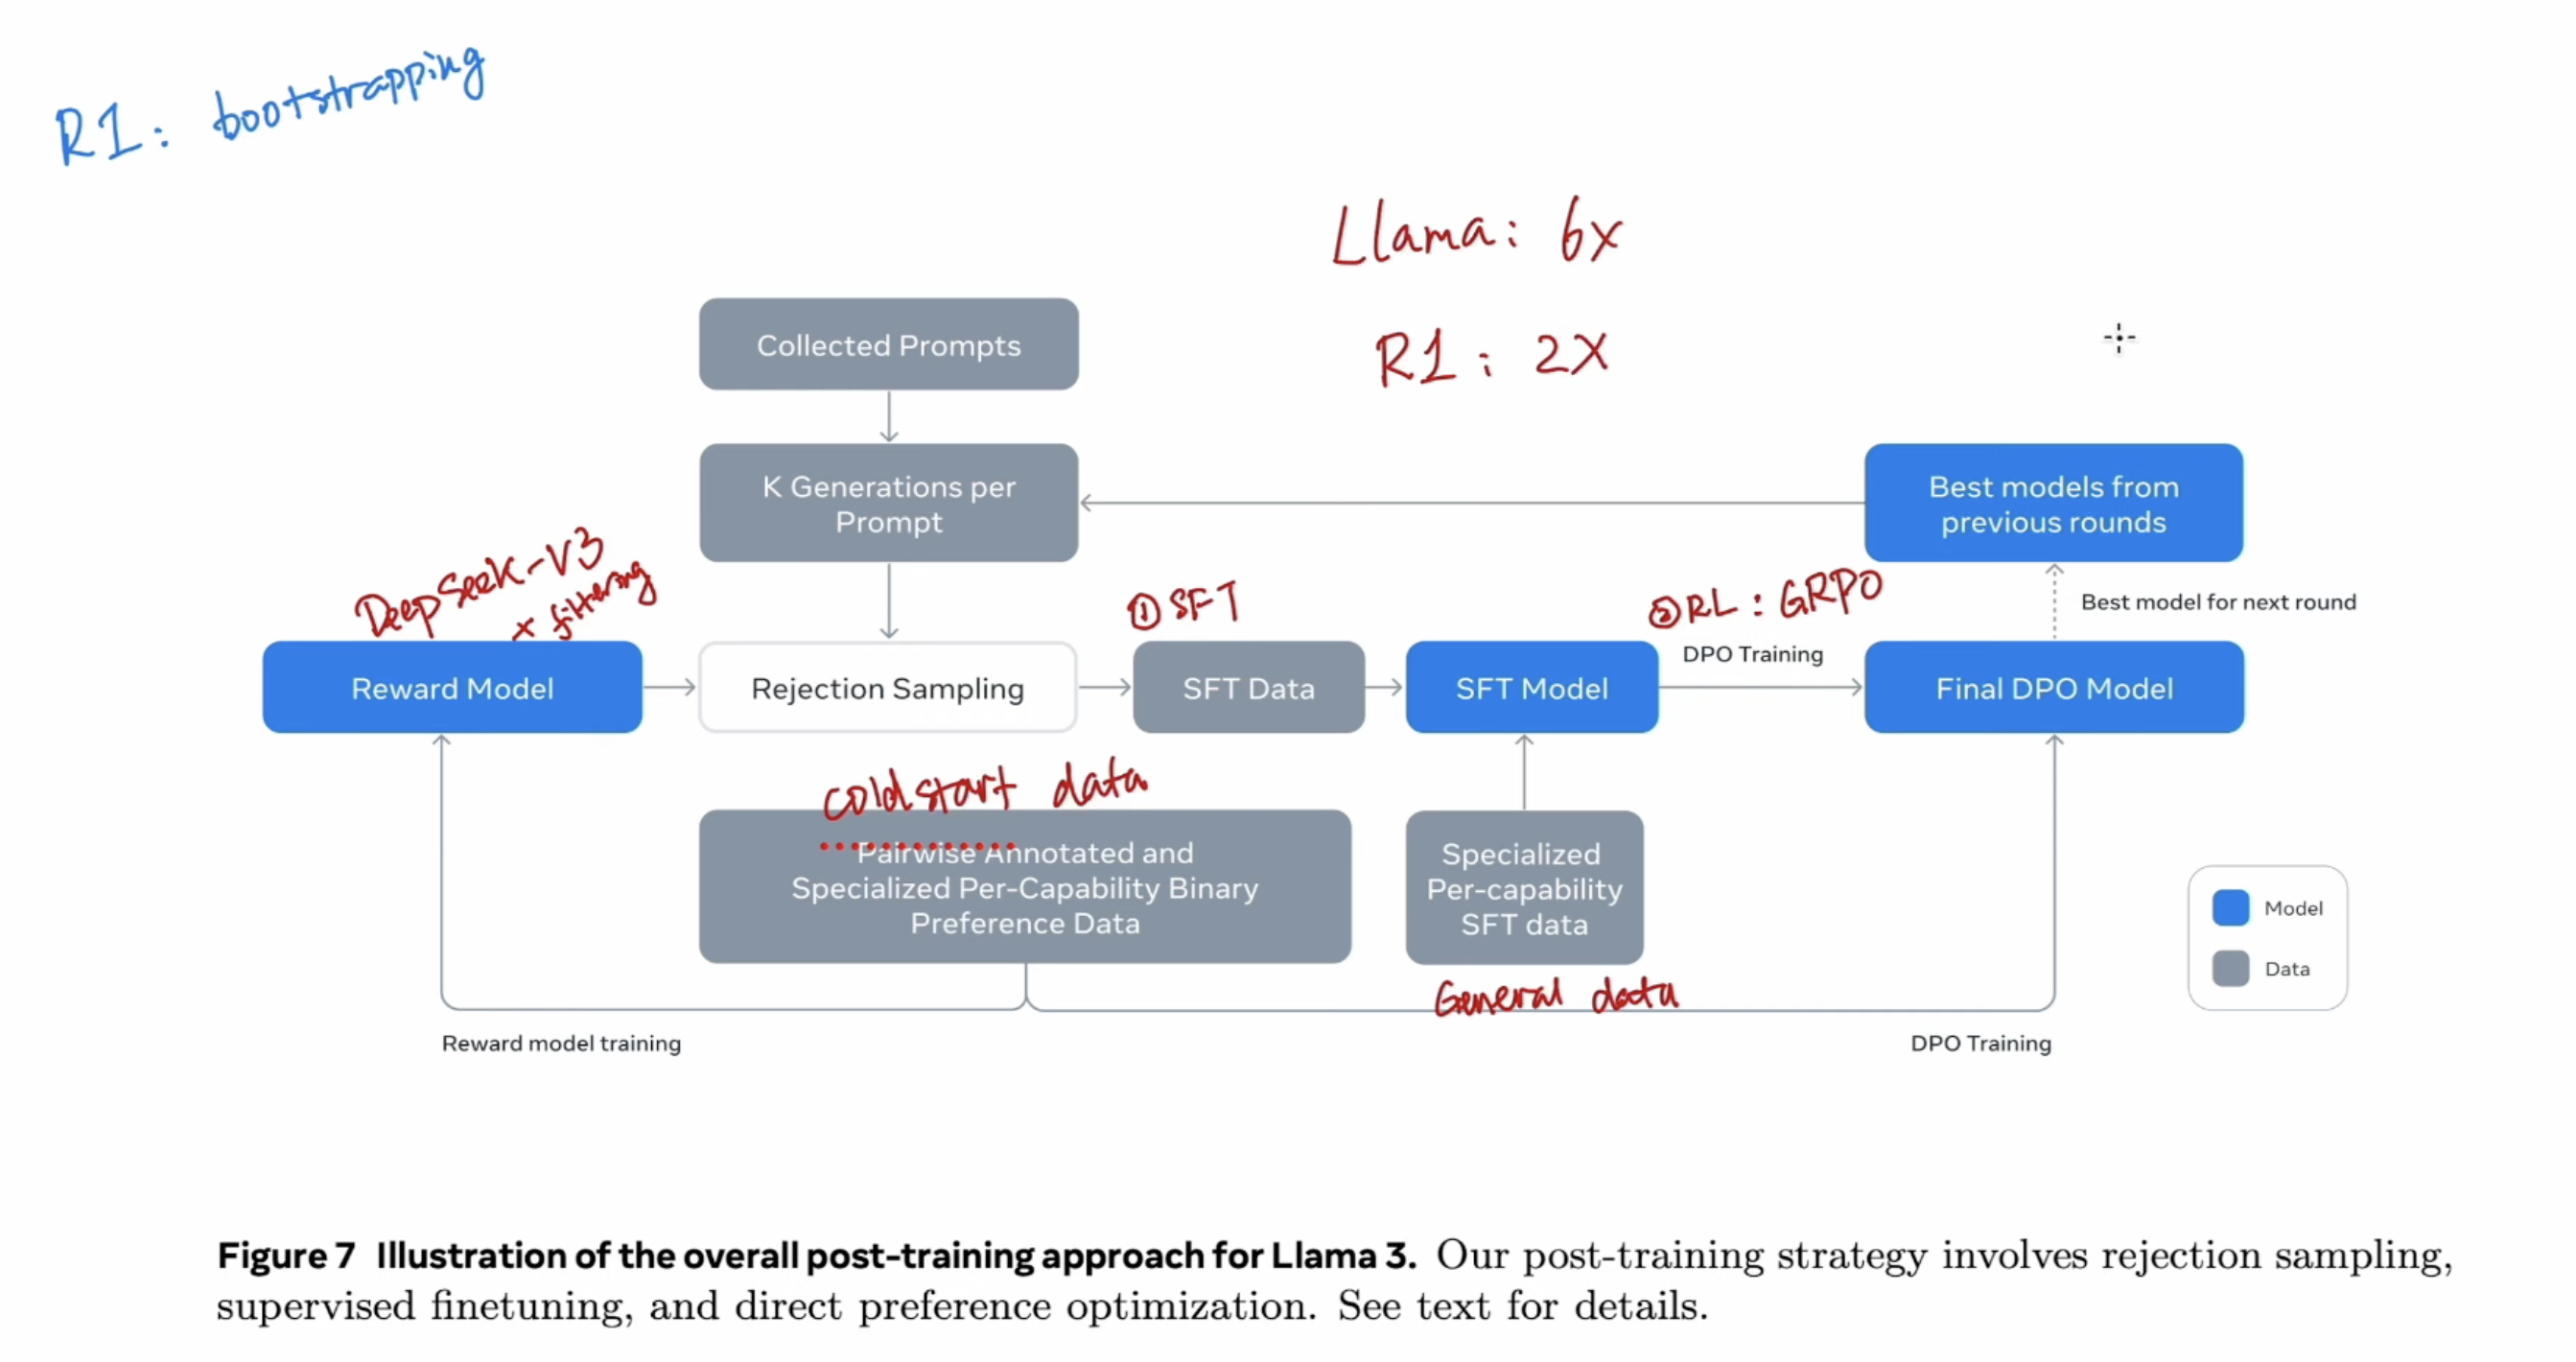 R1: bootstrapping
Llama: 6x
R1: 2X
Collected Prompts
K Generations per
Prompt
Best models from
previous rounds
DeepSeek-V3
+ filtering
① SFT
② RL: GRPO
Best model for next round
DPO Training
Reward Model
Rejection Sampling
SFT Data
SFT Model
Final DPO Model
cold start data
Pairwise Annotated and
Specialized Per-Capability Binary
Preference Data
Specialized
Per-capability
SFT data
Model
Data
General data
Reward model training
DPO Training
Figure 7 Illustration of the overall post-training approach for Llama 3. Our post-training strategy involves rejection sampling,
supervised finetuning, and direct preference optimization. See text for details.